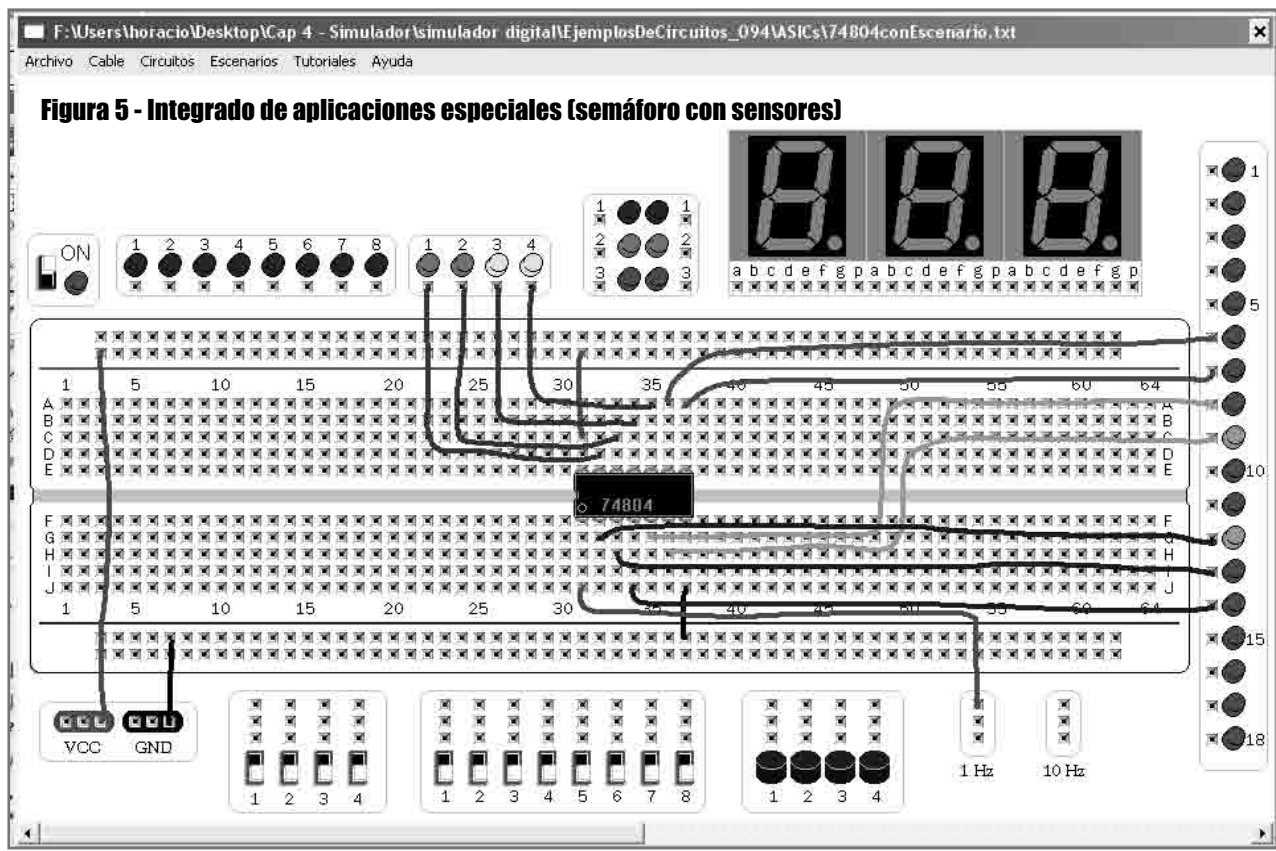 F:\Users\horacio\Desktop\Cap 4 - Simulador\simulador digital\EjemplosDeCircuitos_094\ASICs\74804conEscenario.txt
Archivo Cable Circuitos Escenarios Tutoriales Ayuda
Figura 5 - Integrado de aplicaciones especiales (semáforo con sensores)
1
1 1
ON
1 2 3 4 5 6 7 8
1 2 3 4
2 2
3 3
a b c d e f g p a b c d e f g p a b c d e f g p
5
1 5 10 15 20 25 30 35 40 45 50 55 60 64
A A
B B
C C
D D
E E
10
74804
F F
G G
H H
I I
J J
1 5 10 15 20 25 30 35 40 45 50 55 60 64
15
VCC GND
18
1 2 3 4
1 2 3 4 5 6 7 8
1 2 3 4
1 Hz 10 Hz